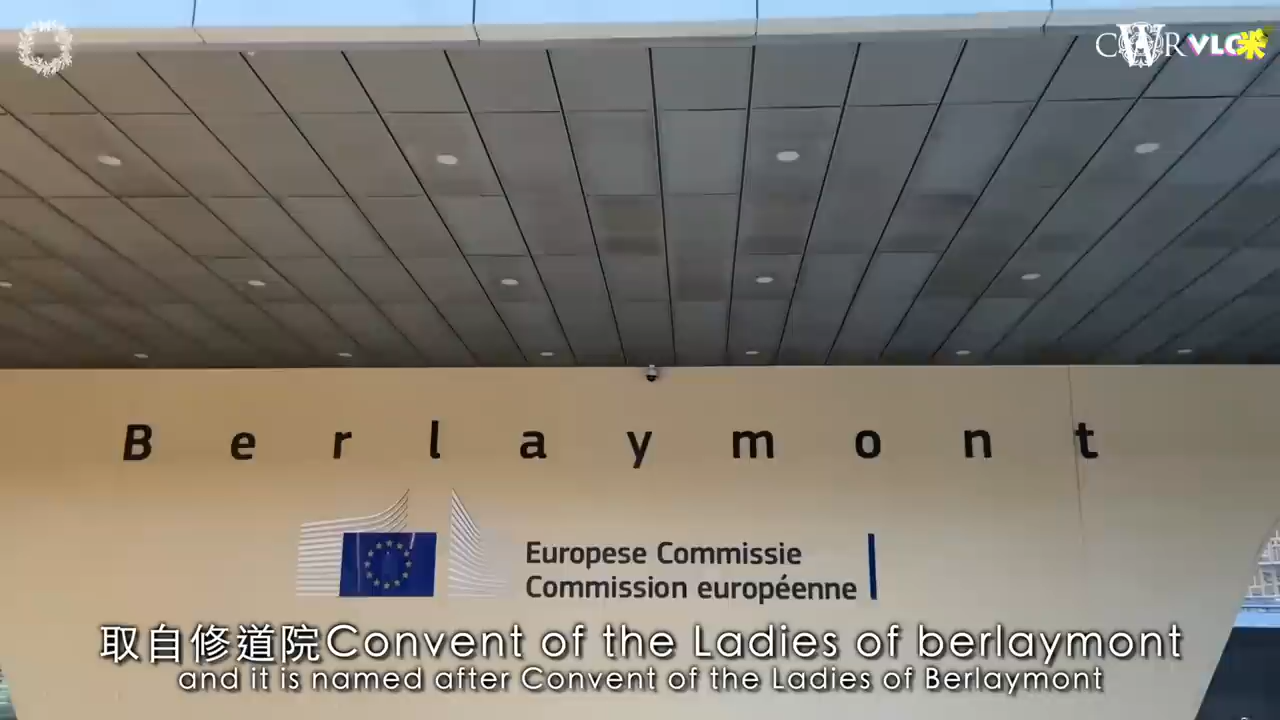 VLOG
Berlaymont
Europese Commissie
Commission européenne
取自修道院Convent of the Ladies of berlaymont
and it is named after Convent of the Ladies of Berlaymont